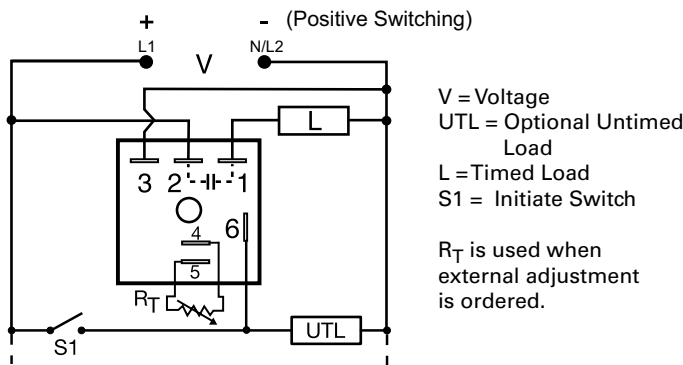 + - (Positive Switching)
L1 V N/L2
L
3 2 1
6
4
5
RT
UTL
S1
V = Voltage
UTL = Optional Untimed
Load
L = Timed Load
S1 = Initiate Switch
RT is used when
external adjustment
is ordered.